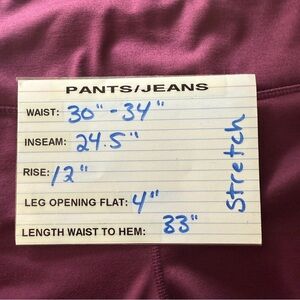 PANTS/JEANS
WAIST: 30" - 34"
INSEAM: 24.5"
RISE: 12"
LEG OPENING FLAT: 4"
LENGTH WAIST TO HEM: 33"
Stretch